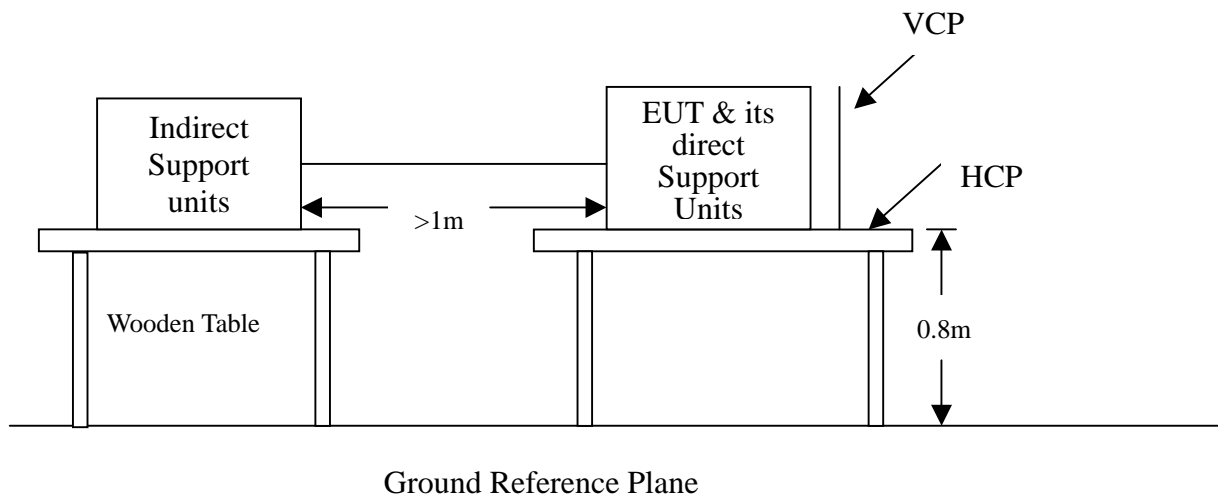 VCP
Indirect
Support
units
EUT & its
direct
Support
Units
HCP
>1m
Wooden Table
0.8m
Ground Reference Plane